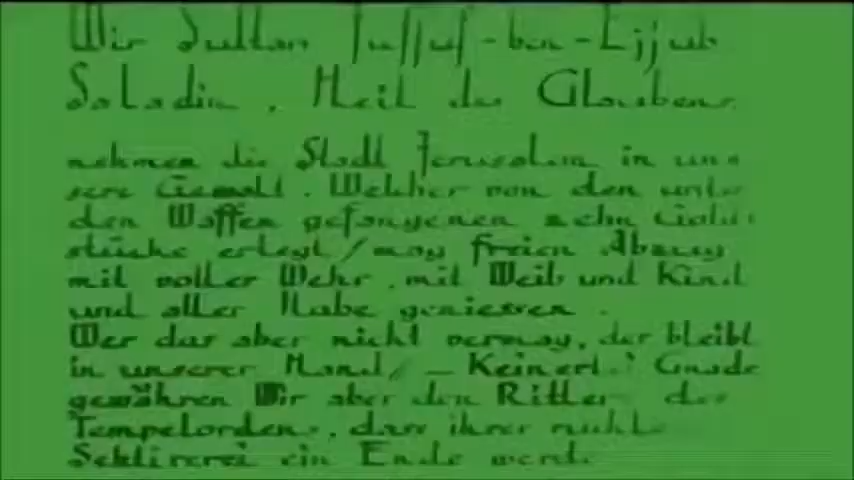 Wir Sultan Jussuf-ben-Ejjub
Saladin, Heil des Glaubens
nehmen die Stadt Jerusalem in un-
sere Gewalt. Welcher von den unter
den Waffen gefangenen zehn Gold-
stücke erlegt/mag freien Abzug
mit voller Wehr, mit Weib und Kind
und aller Habe geniessen.
Wer das aber nicht vermag, der bleibt
in unserer Hand/ – Keinerlei Gnade
gewähren Wir aber den Rittern des
Tempelordens, dass ihrer
Sektirerei ein Ende werde